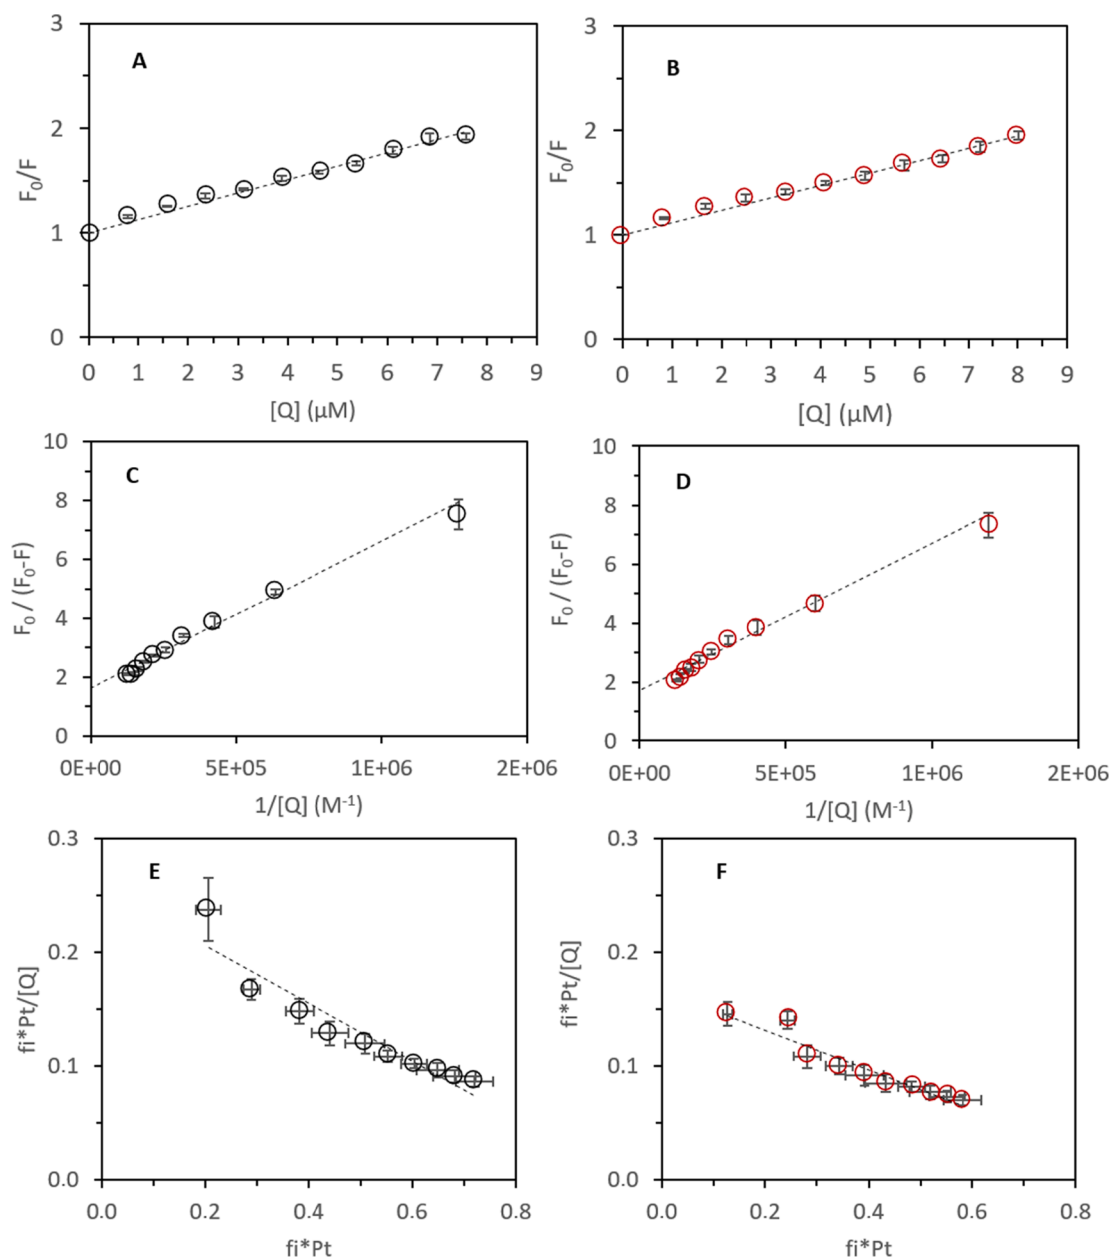 A
F₀/F
3
2
1
0
0 1 2 3 4 5 6 7 8 9
[Q] (µM)
B
F₀/F
3
2
1
0
0 1 2 3 4 5 6 7 8 9
[Q] (µM)
C
F₀ / (F₀-F)
10
8
6
4
2
0
0E+00 5E+05 1E+06 2E+06
1/[Q] (M⁻¹)
D
F₀ / (F₀-F)
10
8
6
4
2
0
0E+00 5E+05 1E+06 2E+06
1/[Q] (M⁻¹)
E
fi*Pt/[Q]
0.3
0.2
0.1
0.0
0.0 0.2 0.4 0.6 0.8
fi*Pt
F
fi*Pt/[Q]
0.3
0.2
0.1
0.0
0.0 0.2 0.4 0.6 0.8
fi*Pt